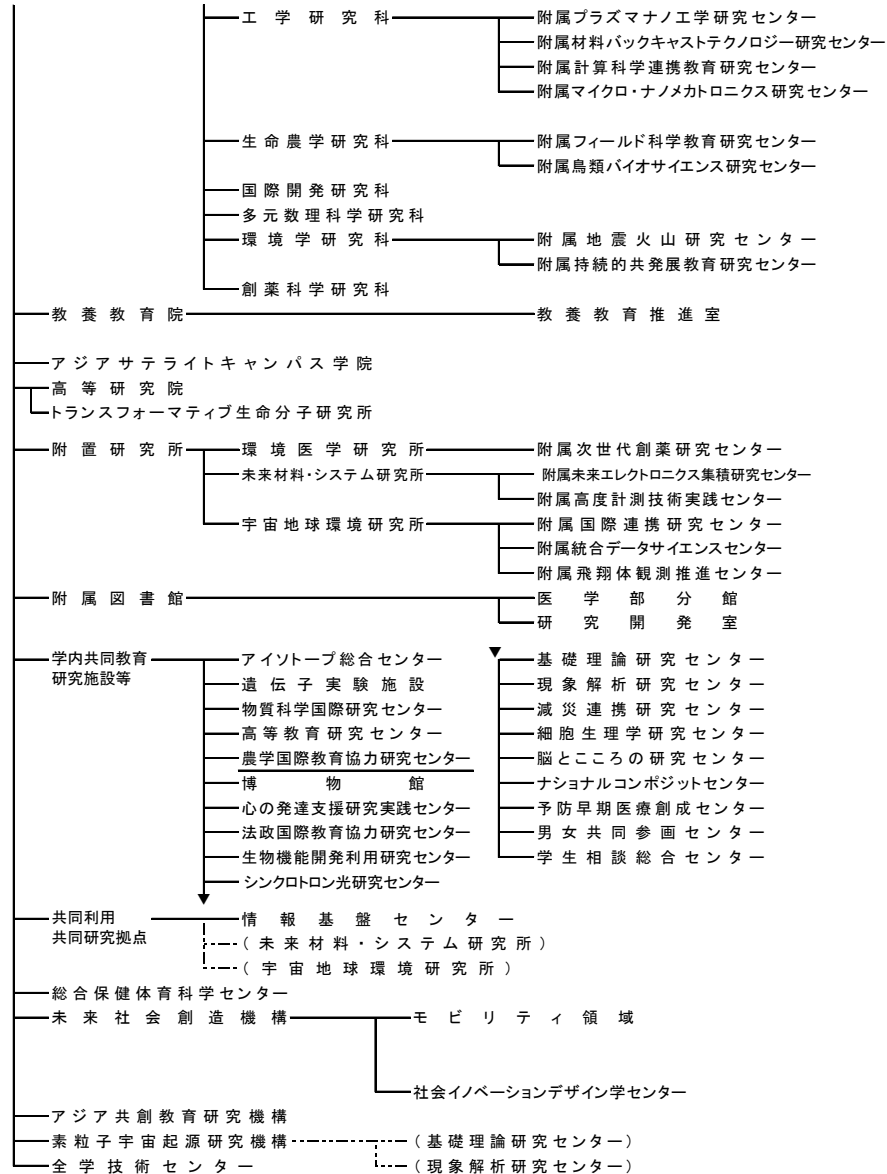 工学研究科
附属プラズマナノ工学研究センター
附属材料バックキャストテクノロジー研究センター
附属計算科学連携教育研究センター
附属マイクロ・ナノメカトロニクス研究センター
生命農学研究科
附属フィールド科学教育研究センター
附属鳥類バイオサイエンス研究センター
国際開発研究科
多元数理科学研究科
環境学研究科
附属地震火山研究センター
附属持続的共発展教育研究センター
創薬科学研究科
教養教育院
教養教育推進室
アジアサテライトキャンパス学院
高等研究院
トランスフォーマティブ生命分子研究所
附置研究所
環境医学研究所
附属次世代創薬研究センター
未来材料・システム研究所
附属未来エレクトロニクス集積研究センター
附属高度計測技術実践センター
宇宙地球環境研究所
附属国際連携研究センター
附属統合データサイエンスセンター
附属飛翔体観測推進センター
附属図書館
医学部分館
研究開発室
学内共同教育
研究施設等
アイソトープ総合センター
遺伝子実験施設
物質科学国際研究センター
高等教育研究センター
農学国際教育協力研究センター
博物館
心の発達支援研究実践センター
法政国際教育協力研究センター
生物機能開発利用研究センター
シンクロトロン光研究センター
基礎理論研究センター
現象解析研究センター
減災連携研究センター
細胞生理学研究センター
脳とこころの研究センター
ナショナルコンポジットセンター
予防早期医療創成センター
男女共同参画センター
学生相談総合センター
共同利用
共同研究拠点
情報基盤センター
(未来材料・システム研究所)
(宇宙地球環境研究所)
総合保健体育科学センター
未来社会創造機構
モビリティ領域
社会イノベーションデザイン学センター
アジア共創教育研究機構
素粒子宇宙起源研究機構
(基礎理論研究センター)
全学技術センター
(現象解析研究センター)